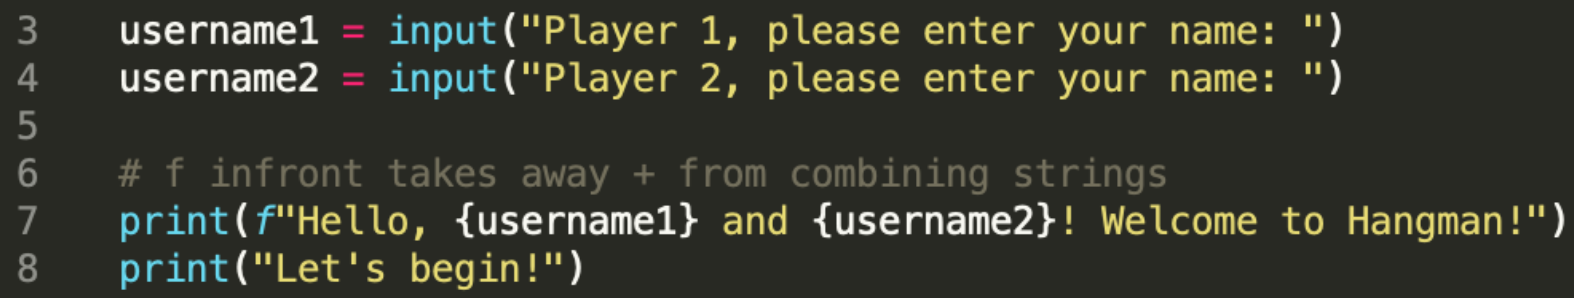 3 username1 = input("Player 1, please enter your name: ")
4 username2 = input("Player 2, please enter your name: ")
5
6 # f infront takes away + from combining strings
7 print(f"Hello, {username1} and {username2}! Welcome to Hangman!")
8 print("Let's begin!")